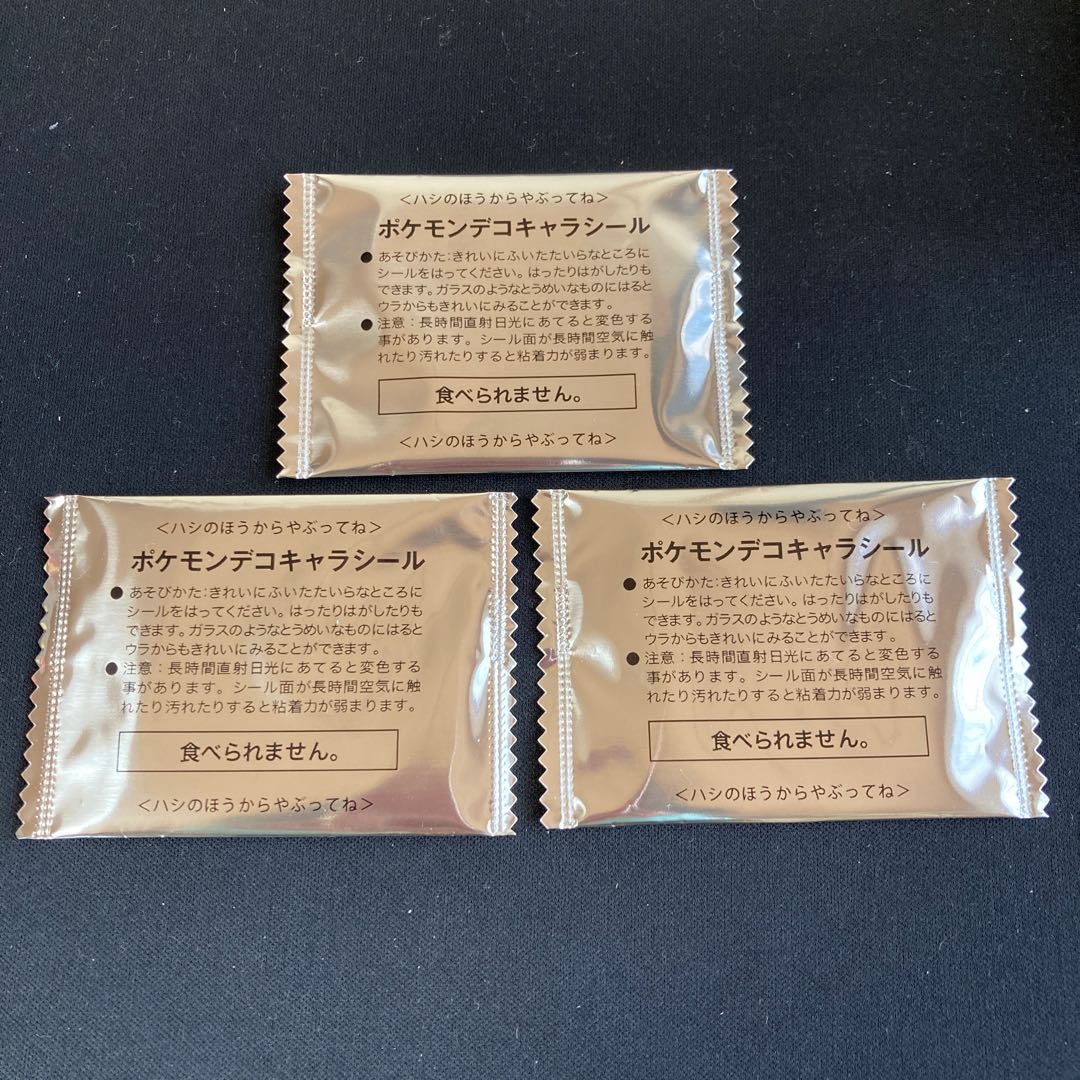 ＜ハシのほうからやぶってね＞
ポケモンデコキャラシール
●あそびかた：きれいにふいたたいらなところに
シールをはってください。はったりはがしたりも
できます。ガラスのようなとうめいなものにはると
ウラからもきれいにみることができます。
●注意：長時間直射日光にあてると変色する
事があります。シール面が長時間空気に触
れたり汚れたりすると粘着力が弱まります。
食べられません。
＜ハシのほうからやぶってね＞
＜ハシのほうからやぶってね＞
ポケモンデコキャラシール
●あそびかた：きれいにふいたたいらなところに
シールをはってください。はったりはがしたりも
できます。ガラスのようなとうめいなものにはると
ウラからもきれいにみることができます。
●注意：長時間直射日光にあてると変色する
事があります。シール面が長時間空気に触
れたり汚れたりすると粘着力が弱まります。
食べられません。
＜ハシのほうからやぶってね＞
＜ハシのほうからやぶってね＞
ポケモンデコキャラシール
●あそびかた：きれいにふいたたいらなところに
シールをはってください。はったりはがしたりも
できます。ガラスのようなとうめいなものにはると
ウラからもきれいにみることができます。
●注意：長時間直射日光にあてると変色する
事があります。シール面が長時間空気に触
れたり汚れたりすると粘着力が弱まります。
食べられません。
＜ハシのほうからやぶってね＞